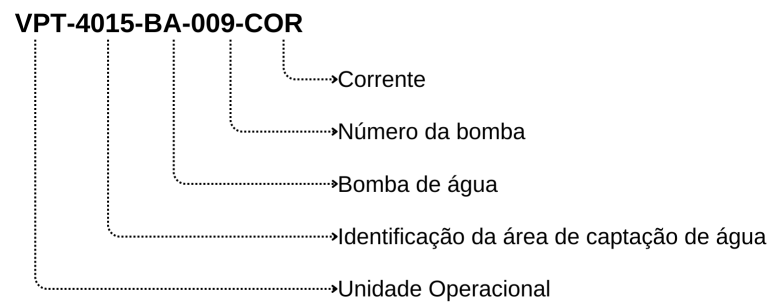 VPT-4015-BA-009-COR
Corrente
Número da bomba
Bomba de água
Identificação da área de captação de água
Unidade Operacional